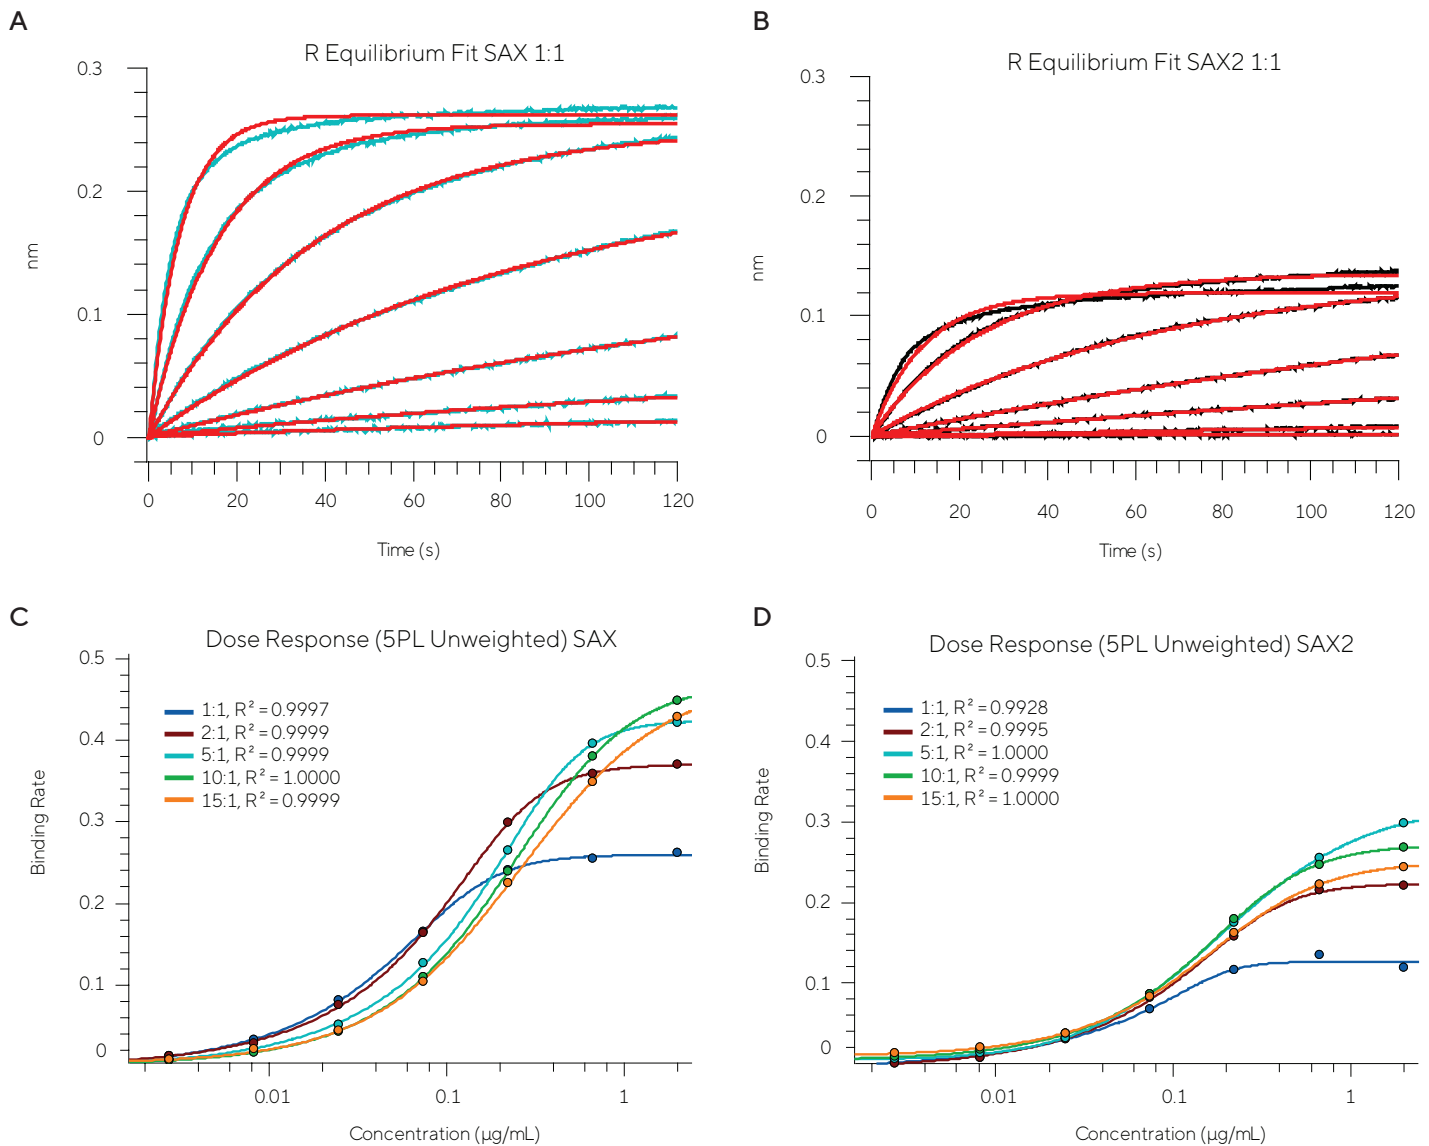 A
R Equilibrium Fit SAX 1:1
0.3
0.2
0.1
0
nm
0 20 40 60 80 100 120
Time (s)
B
R Equilibrium Fit SAX2 1:1
0.3
0.2
0.1
0
nm
0 20 40 60 80 100 120
Time (s)
C
Dose Response (5PL Unweighted) SAX
0.5
0.4
0.3
0.2
0.1
0
Binding Rate
1:1, R² = 0.9997
2:1, R² = 0.9999
5:1, R² = 0.9999
10:1, R² = 1.0000
15:1, R² = 0.9999
0.01 0.1 1
Concentration (µg/mL)
D
Dose Response (5PL Unweighted) SAX2
0.5
0.4
0.3
0.2
0.1
0
Binding Rate
1:1, R² = 0.9928
2:1, R² = 0.9995
5:1, R² = 1.0000
10:1, R² = 0.9999
15:1, R² = 1.0000
0.01 0.1 1
Concentration (µg/mL)